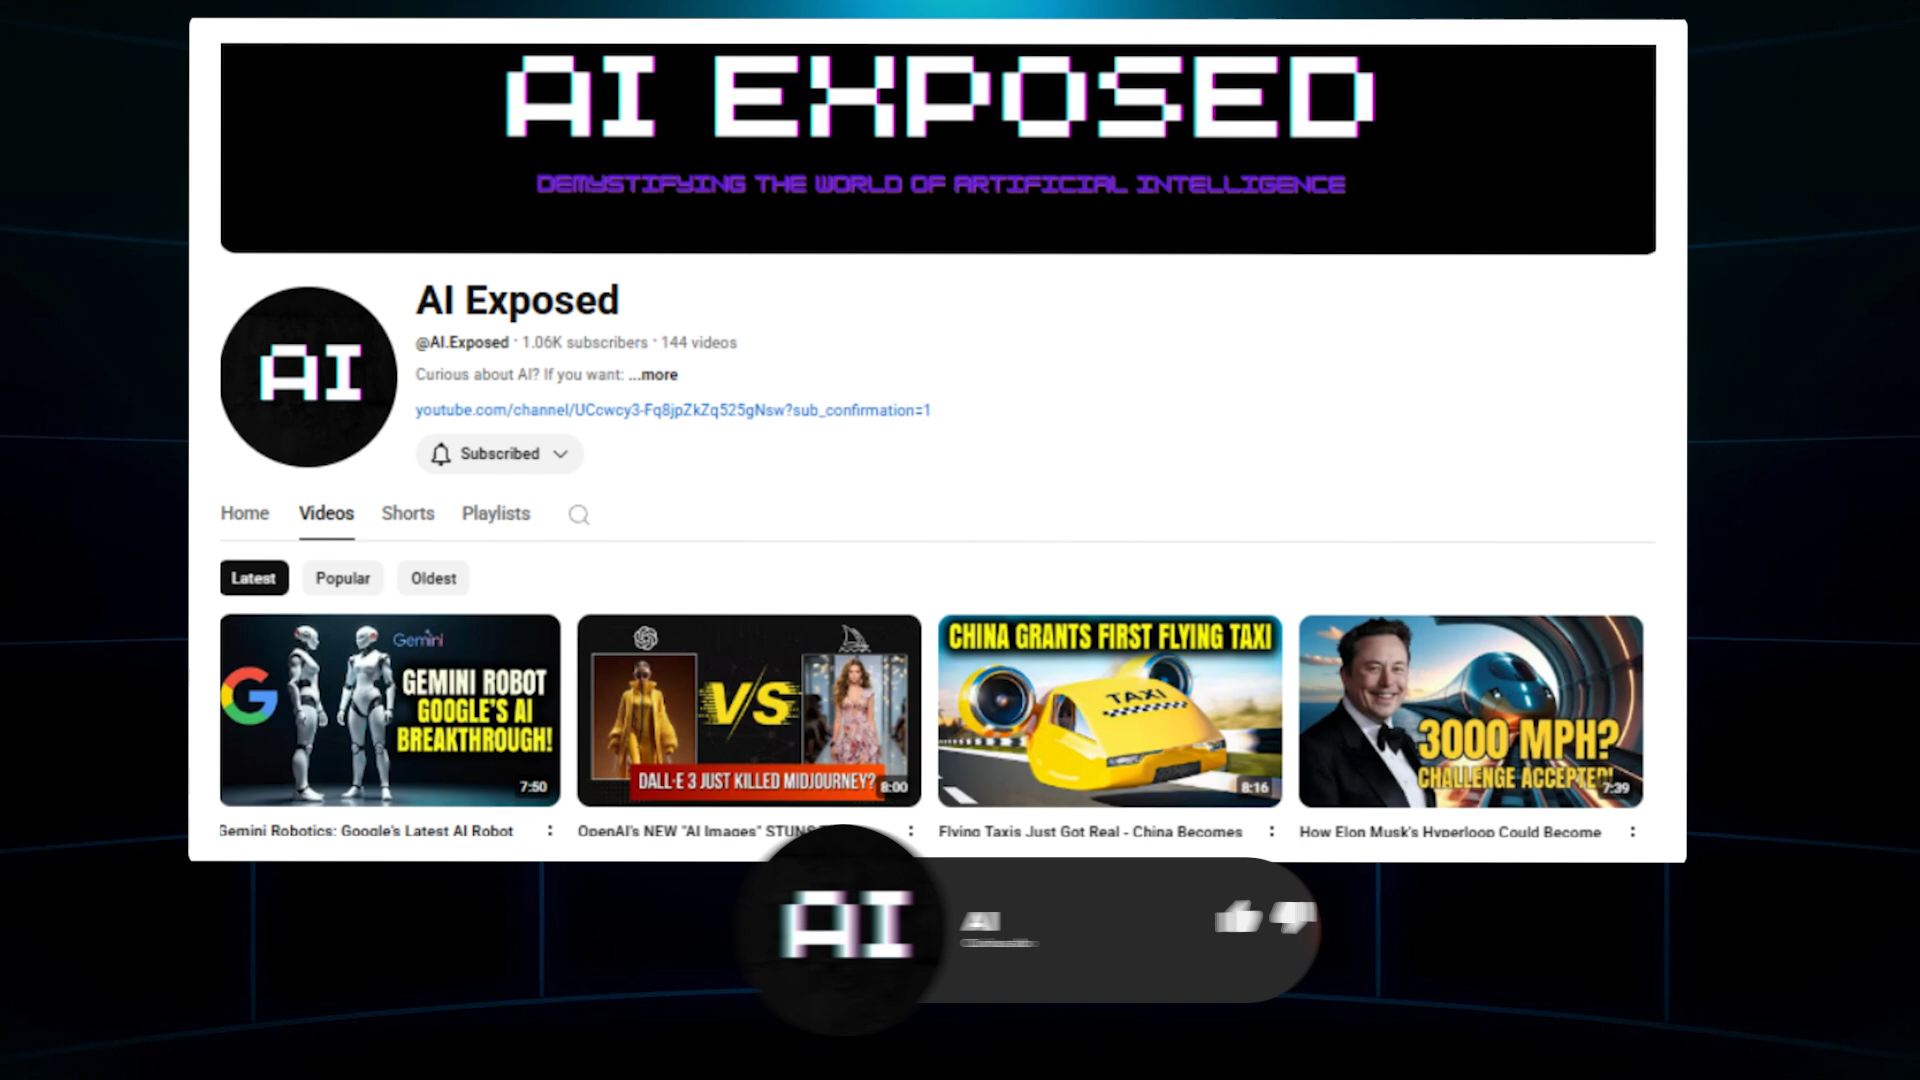 AI EXPOSED
DEMYSTIFYING THE WORLD OF ARTIFICIAL INTELLIGENCE
AI
AI Exposed
@AI.Exposed · 1.06K subscribers · 144 videos
Curious about AI? If you want: ...more
youtube.com/channel/UCcwcy3-Fq8jpZkZq525gNsw?sub_confirmation=1
Subscribed
Home Videos Shorts Playlists
Latest Popular Oldest
Gemini
GEMINI ROBOT
GOOGLE'S AI
BREAKTHROUGH!
7:50
VS
DALL-E 3 JUST KILLED MIDJOURNEY?
8:00
CHINA GRANTS FIRST FLYING TAXI
TAXI
8:16
3000 MPH?
CHALLENGE ACCEPTED!
7:39
Gemini Robotics: Google's Latest AI Robot
OpenAI's NEW "AI Images" STUNS
Flying Taxis Just Got Real - China Becomes
How Elon Musk's Hyperloop Could Become
AI
AI